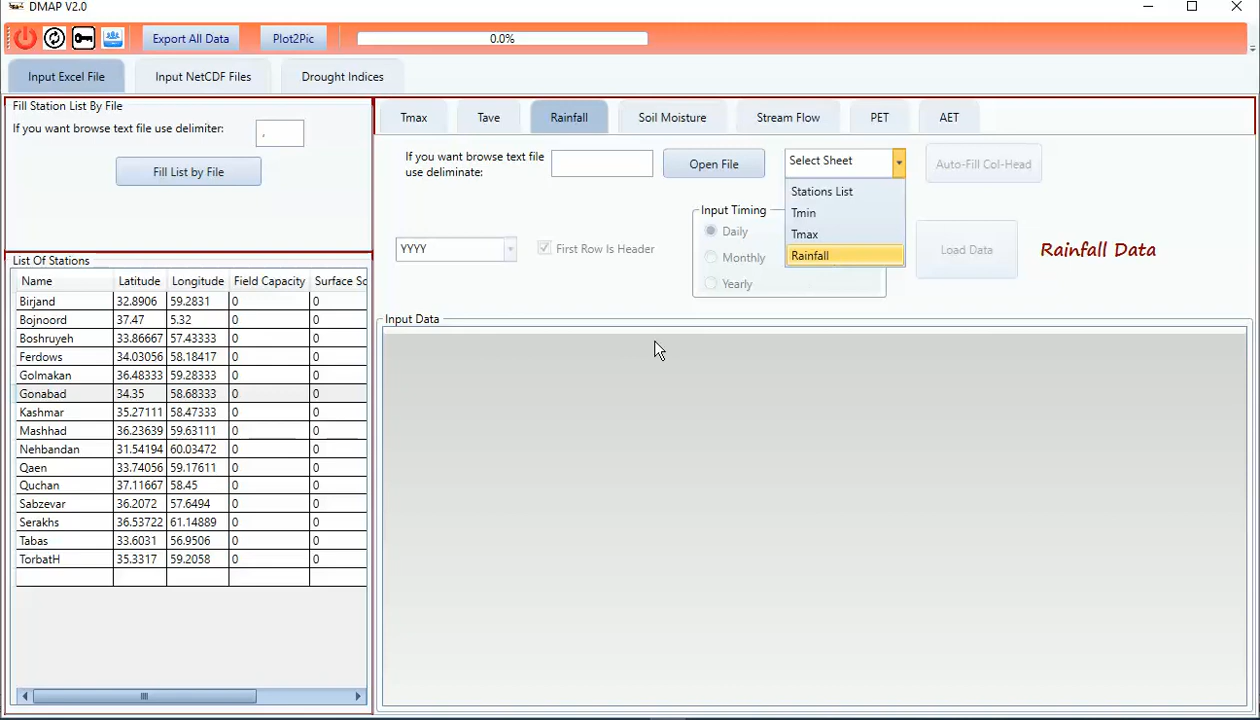 DMAP V2.0
Export All Data
Plot2Pic
0.0%
Input Excel File
Input NetCDF Files
Drought Indices
Fill Station List By File
If you want browse text file use delimiter:
,
Fill List by File
List Of Stations
Name Latitude Longitude Field Capacity Surface Sc
Birjand 32.8906 59.2831 0 0
Bojnoord 37.47 5.32 0 0
Boshruyeh 33.86667 57.43333 0 0
Ferdows 34.03056 58.18417 0 0
Golmakan 36.48333 59.28333 0 0
Gonabad 34.35 58.68333 0 0
Kashmar 35.27111 58.47333 0 0
Mashhad 36.23639 59.63111 0 0
Nehbandan 31.54194 60.03472 0 0
Qaen 33.74056 59.17611 0 0
Quchan 37.11667 58.45 0 0
Sabzevar 36.2072 57.6494 0 0
Serakhs 36.53722 61.14889 0 0
Tabas 33.6031 56.9506 0 0
TorbatH 35.3317 59.2058 0 0
Tmax
Tave
Rainfall
Soil Moisture
Stream Flow
PET
AET
If you want browse text file
use deliminate:
Open File
Select Sheet
Stations List
Tmin
Tmax
Rainfall
Auto-Fill Col-Head
YYYY
First Row Is Header
Input Timing
Daily
Monthly
Yearly
Load Data
Rainfall Data
Input Data